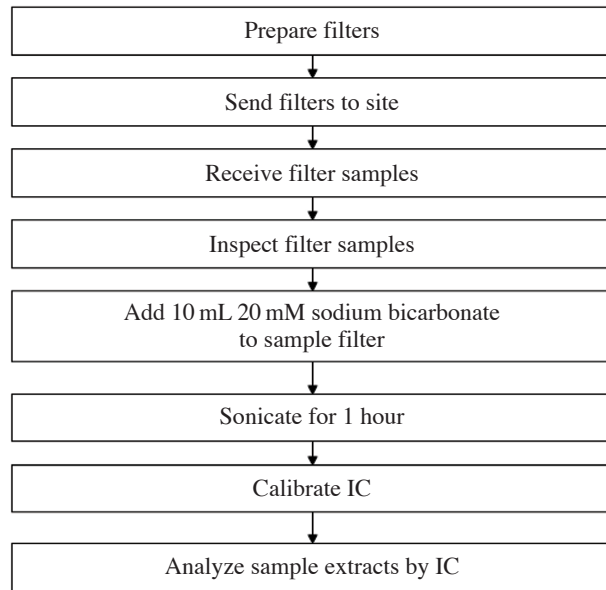 Prepare filters
Send filters to site
Receive filter samples
Inspect filter samples
Add 10 mL 20 mM sodium bicarbonate
to sample filter
Sonicate for 1 hour
Calibrate IC
Analyze sample extracts by IC